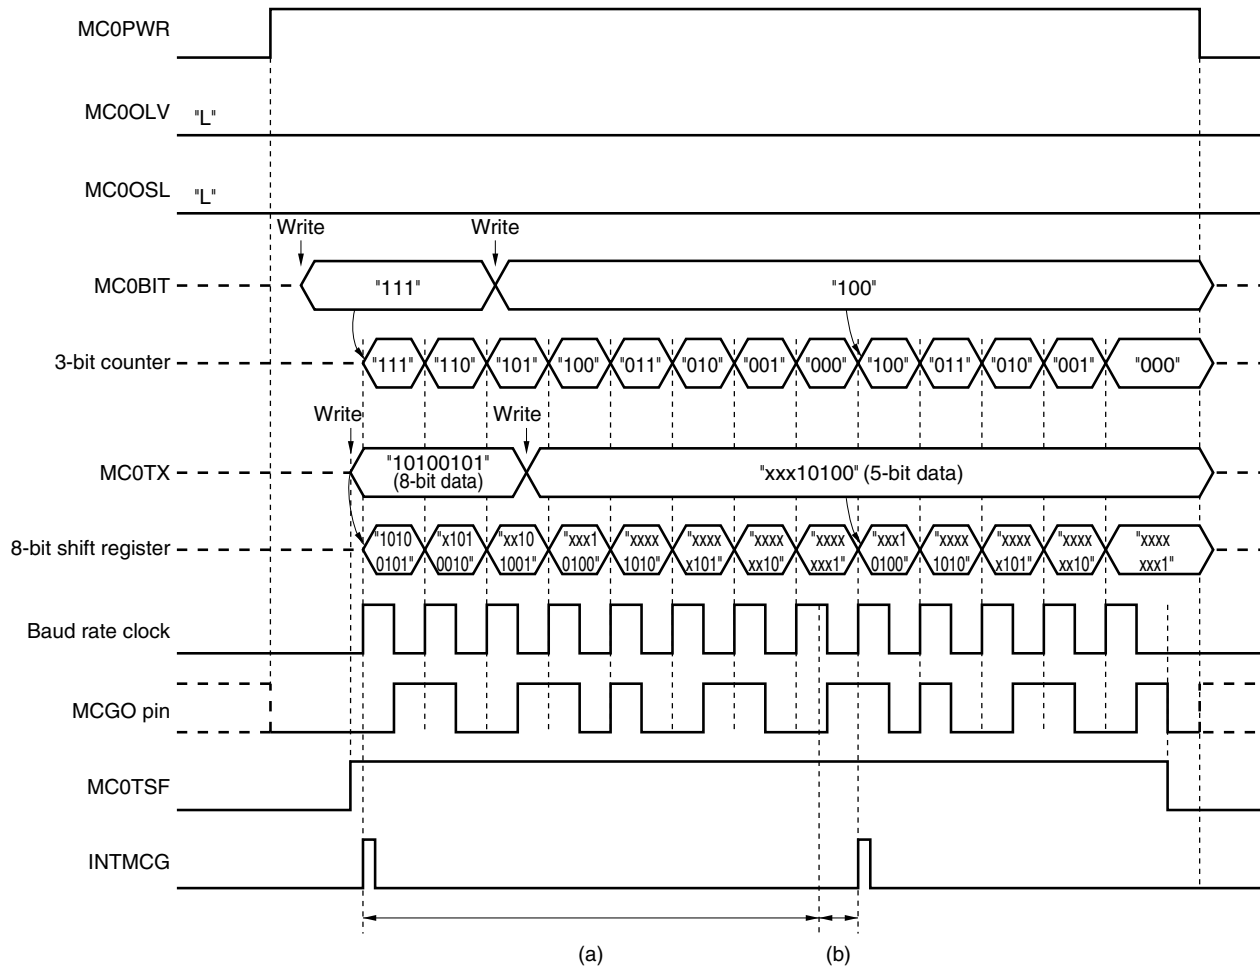 MC0PWR
MC0OLV "L"
MC0OSL "L"
Write Write
MC0BIT "111" "100"
3-bit counter "111" "110" "101" "100" "011" "010" "001" "000" "100" "011" "010" "001" "000"
Write Write
MC0TX "10100101" "xxx10100" (5-bit data)
(8-bit data)
8-bit shift register "1010 "x101 "xx10 "xxx1 "xxxx "xxxx "xxxx "xxxx "xxx1 "xxxx "xxxx "xxxx "xxxx
0101" 0010" 1001" 0100" 1010" x101" xx10" xxx1" 0100" 1010" x101" xx10" xxx1"
Baud rate clock
MCGO pin
MC0TSF
INTMCG
(a) (b)